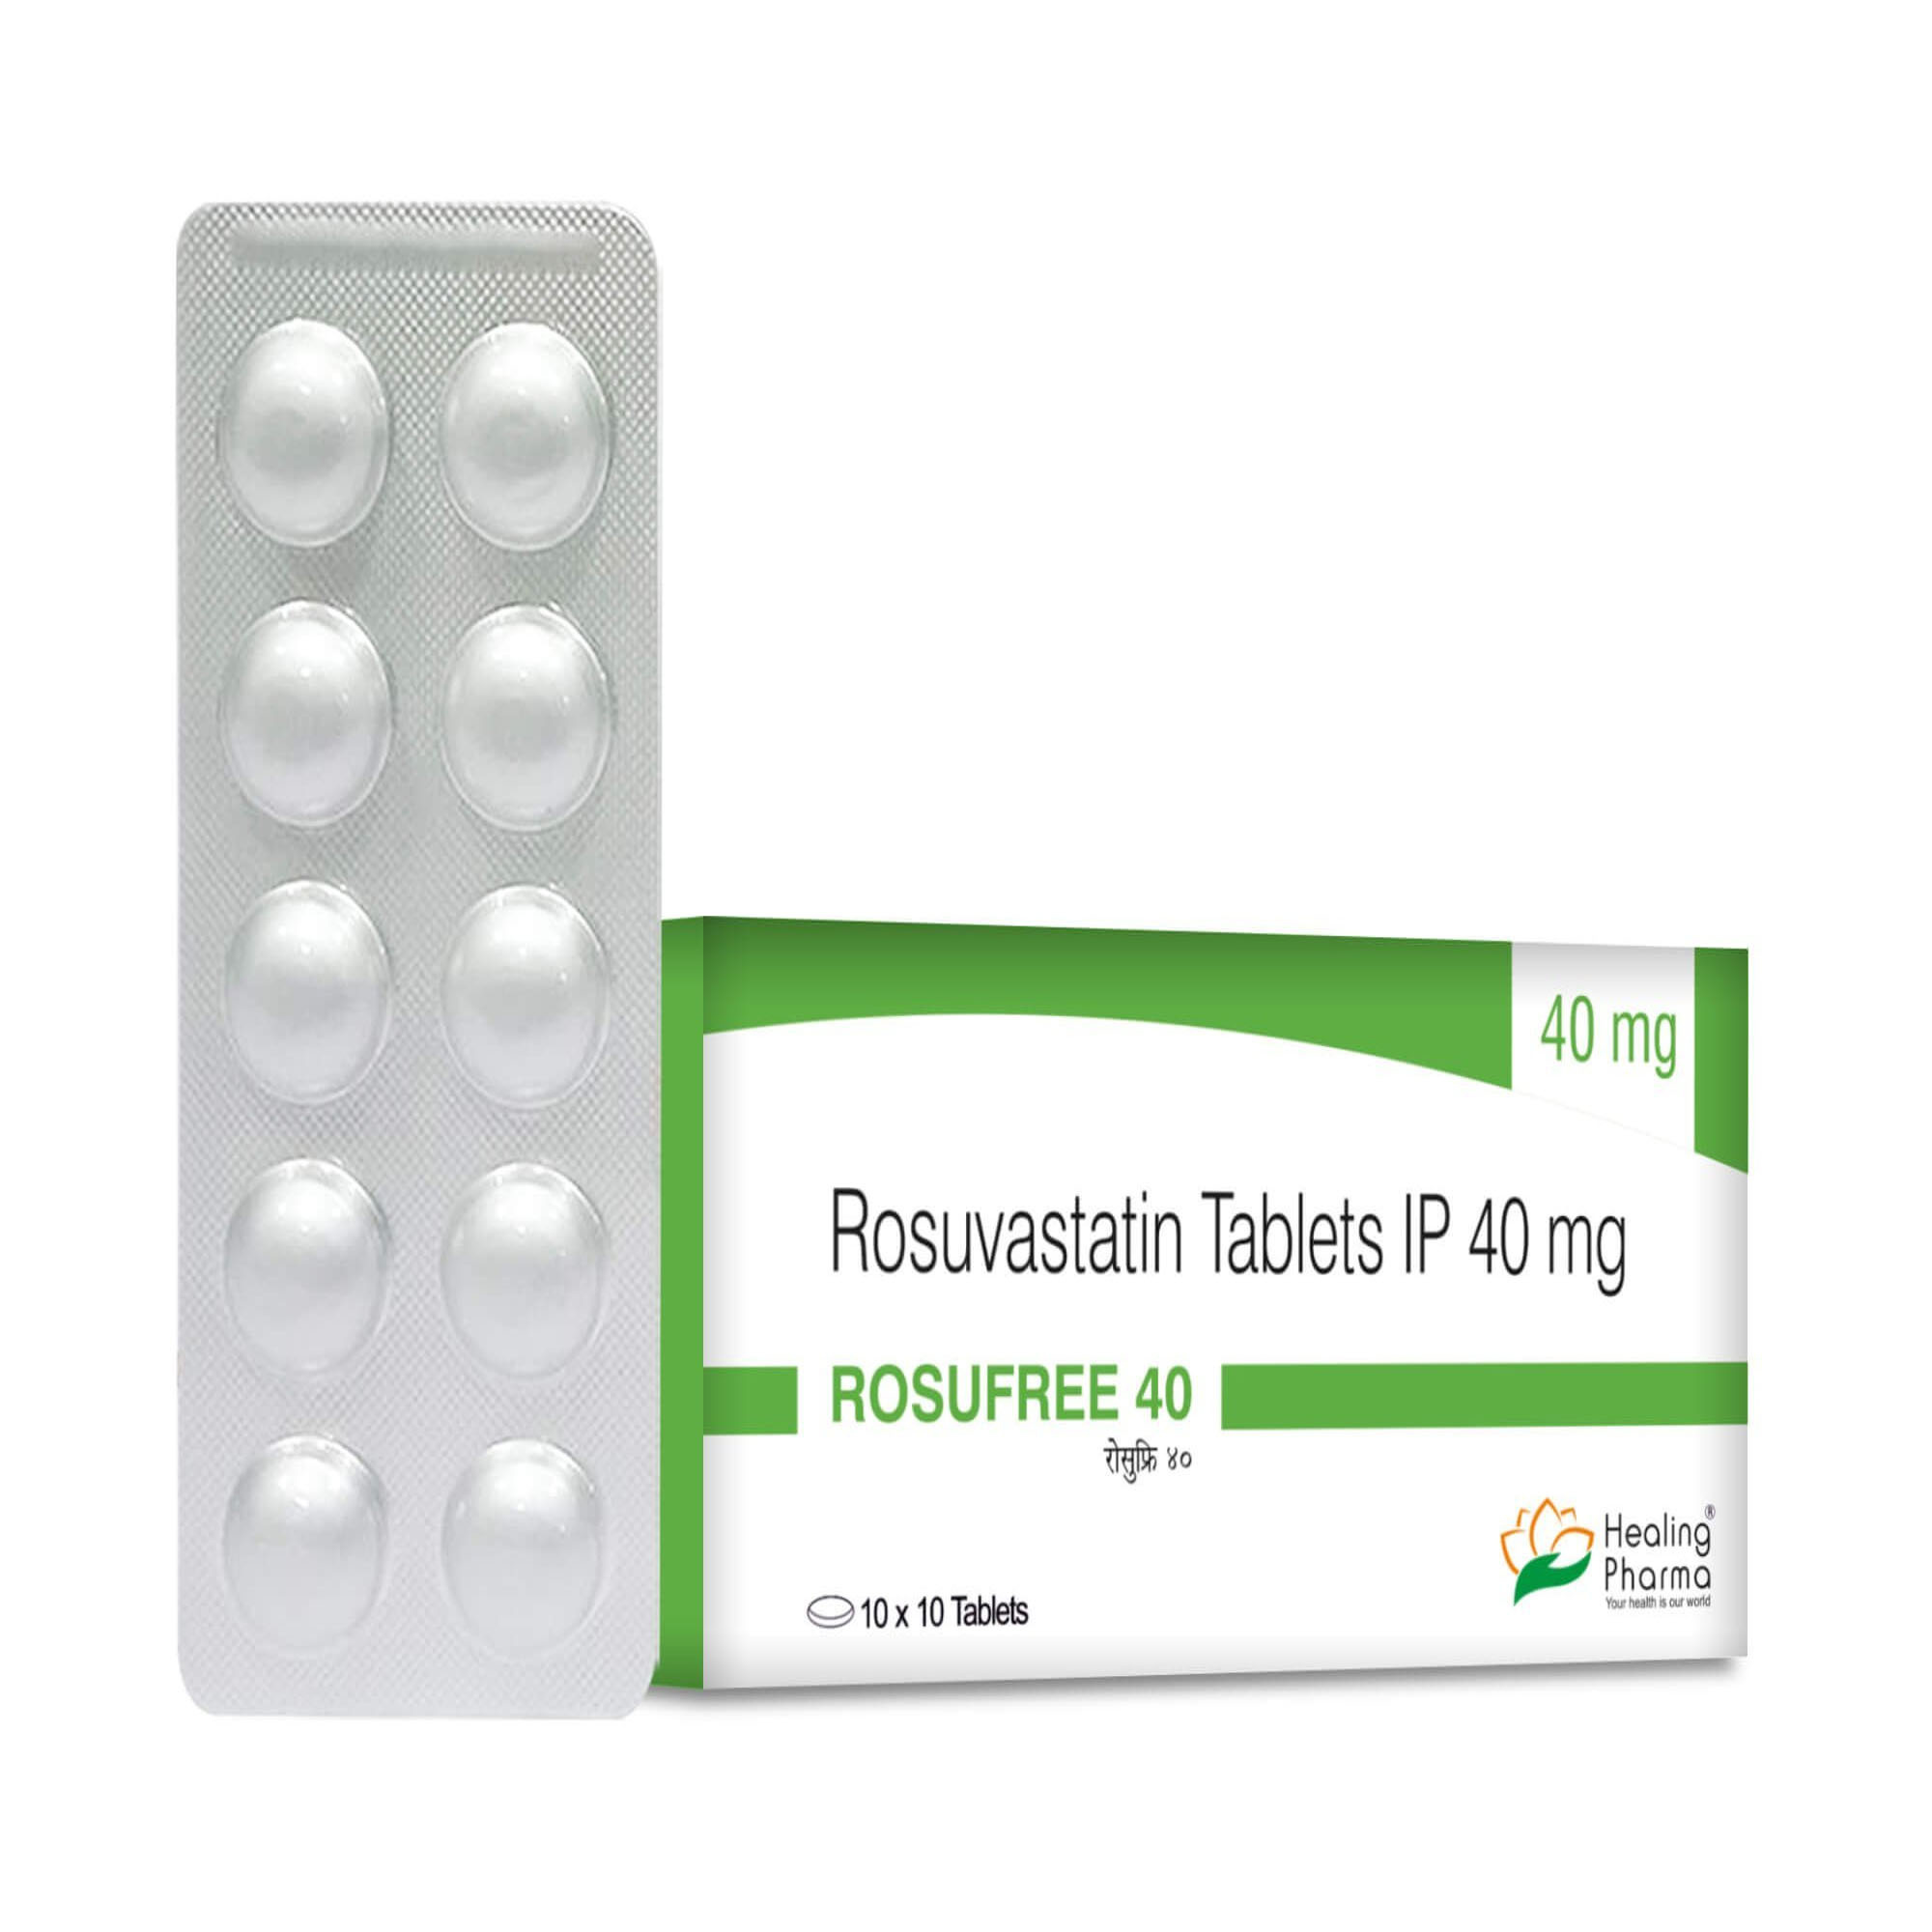 40 mg
Rosuvastatin Tablets IP 40 mg
ROSUFREE 40
रोसुफ्रि ४०
10 x 10 Tablets
Healing®
Pharma
Your health is our world